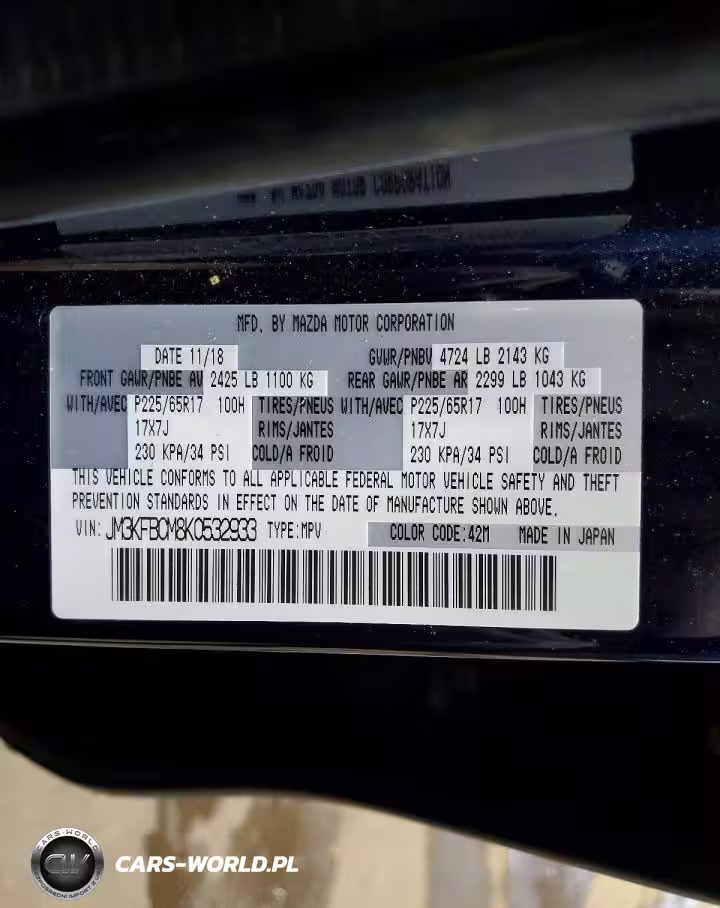 MFD. BY MAZDA MOTOR CORPORATION
DATE 11/18 GVWR/PNBV 4724 LB 2143 KG
FRONT GAWR/PNBE AV 2425 LB 1100 KG REAR GAWR/PNBE AR 2299 LB 1043 KG
WITH/AVEC P225/65R17 100H TIRES/PNEUS WITH/AVEC P225/65R17 100H TIRES/PNEUS
17X7J RIMS/JANTES 17X7J RIMS/JANTES
230 KPA/34 PSI COLD/A FROID 230 KPA/34 PSI COLD/A FROID
THIS VEHICLE CONFORMS TO ALL APPLICABLE FEDERAL MOTOR VEHICLE SAFETY AND THEFT
PREVENTION STANDARDS IN EFFECT ON THE DATE OF MANUFACTURE SHOWN ABOVE.
VIN: JM3KFBCM8K0532933 TYPE:MPV COLOR CODE:42M MADE IN JAPAN
CARS-WORLD
CW
CARS-WORLD.PL